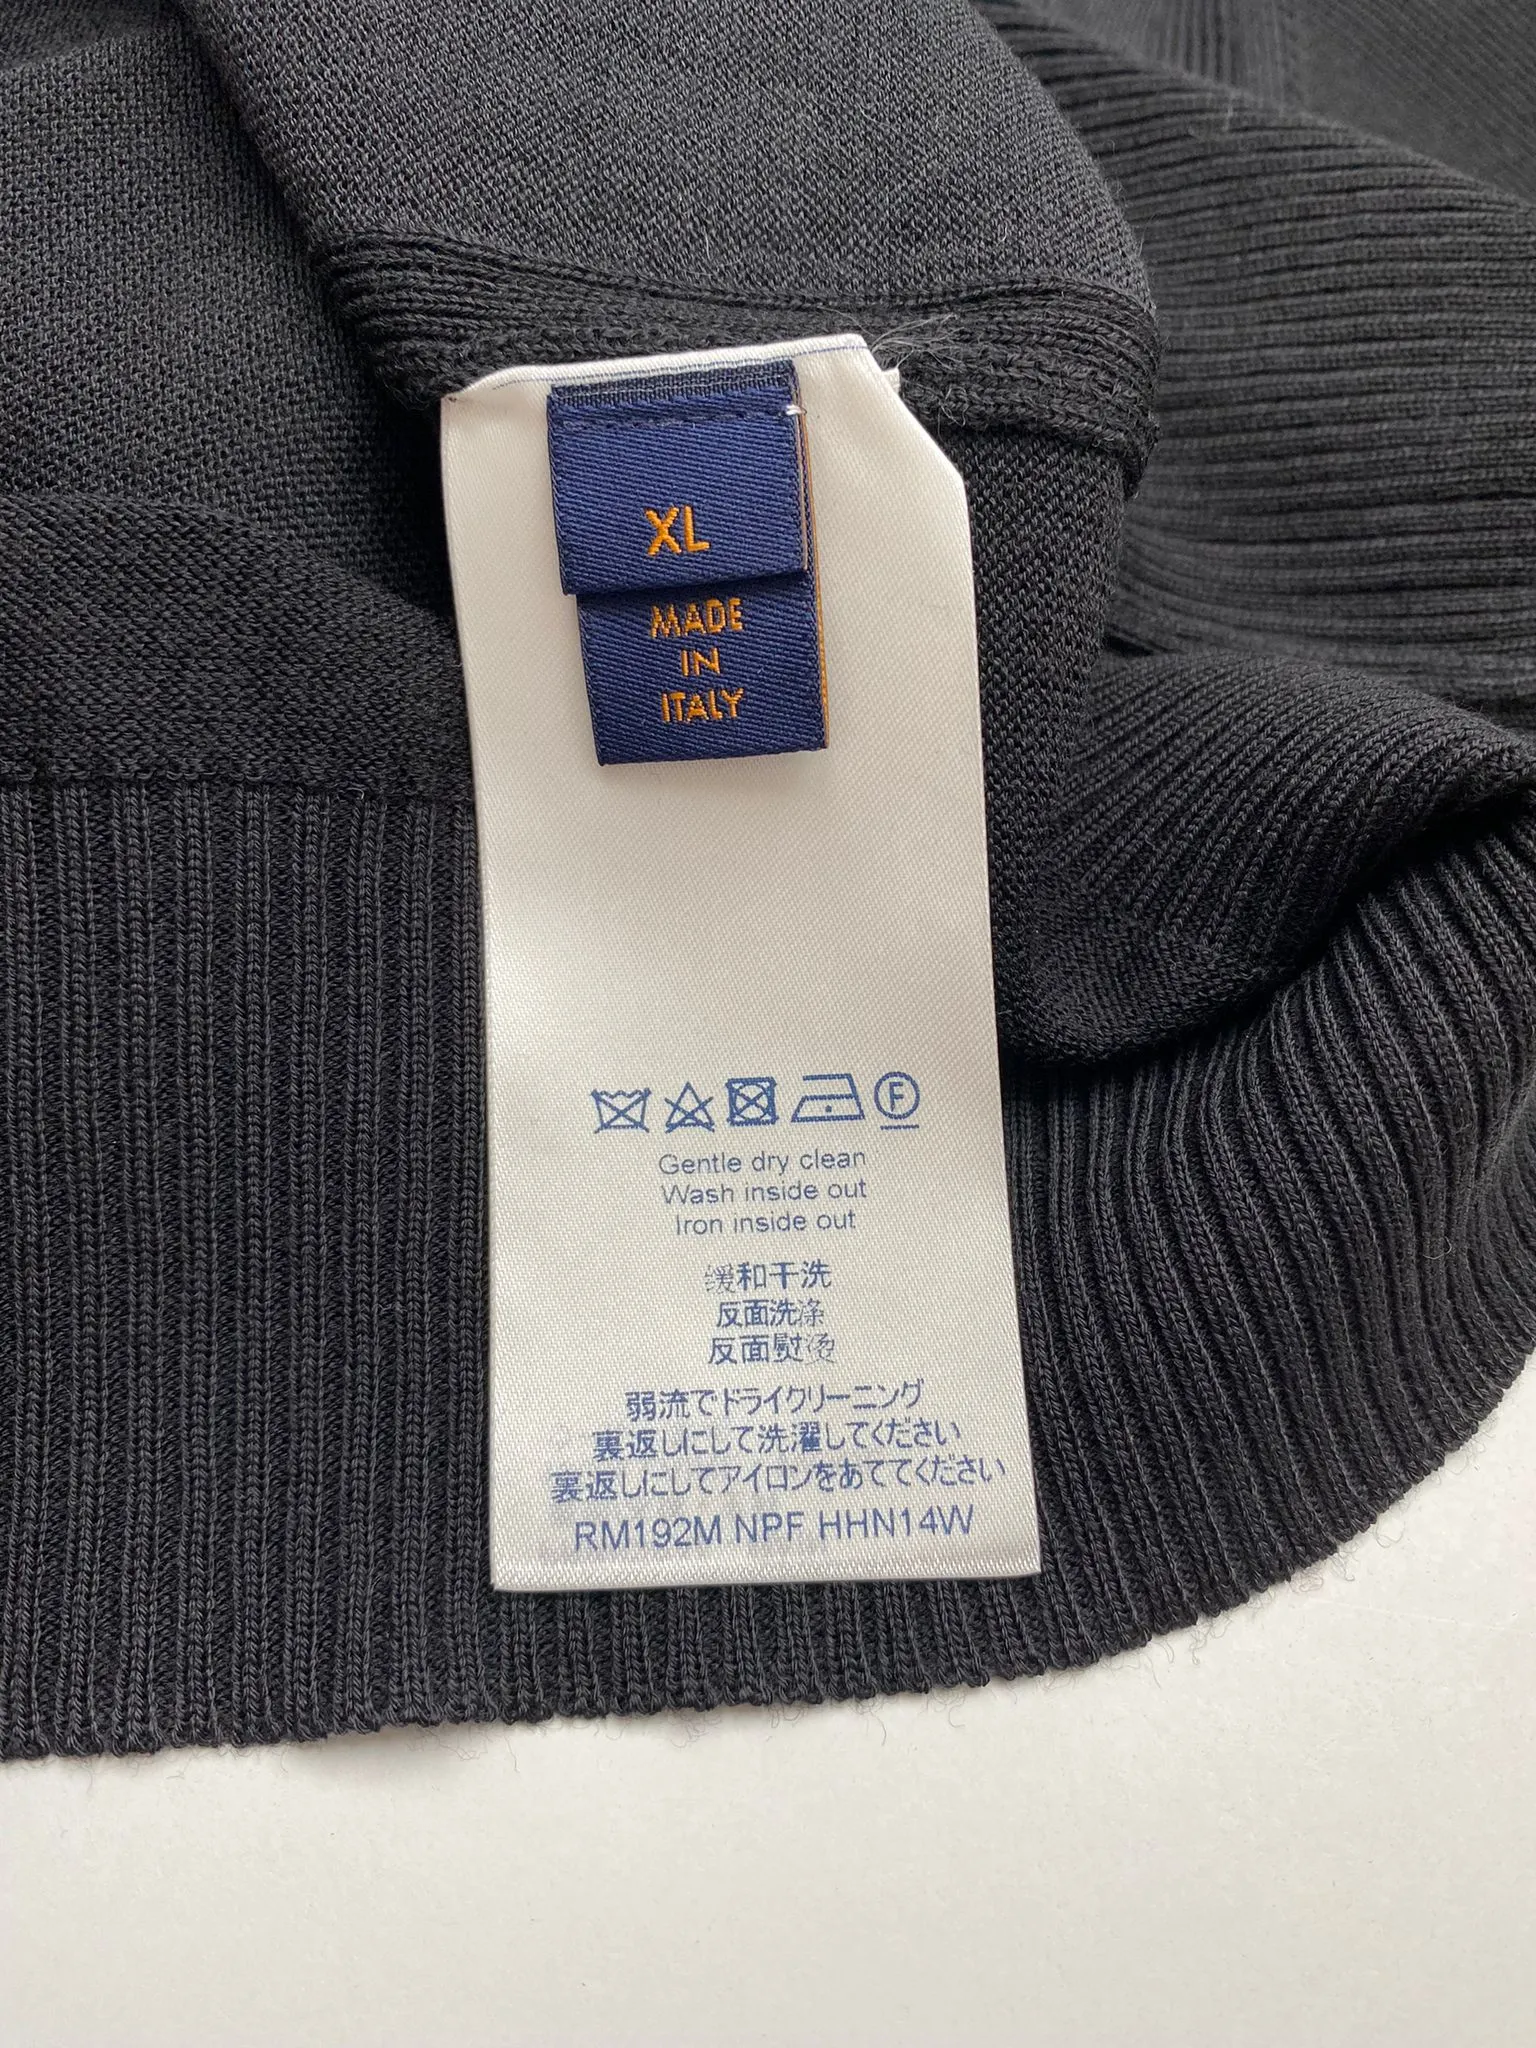 XL
MADE
IN
ITALY
F
Gentle dry clean
Wash inside out
Iron inside out
缓和干洗
反面洗涤
反面熨烫
弱流でドライクリーニング
裏返しにして洗濯してください
裏返しにしてアイロンをあててください
RM192M NPF HHN14W